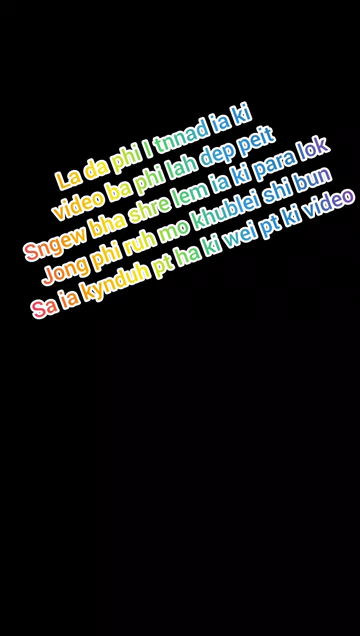 La da phi I tnnad ia ki
video ba phi lah dep peit
Sngew bha shre lem ia ki para lok
Jong phi ruh mo khublei shi bun
Sa ia kynduh pt ha ki wei pt ki video